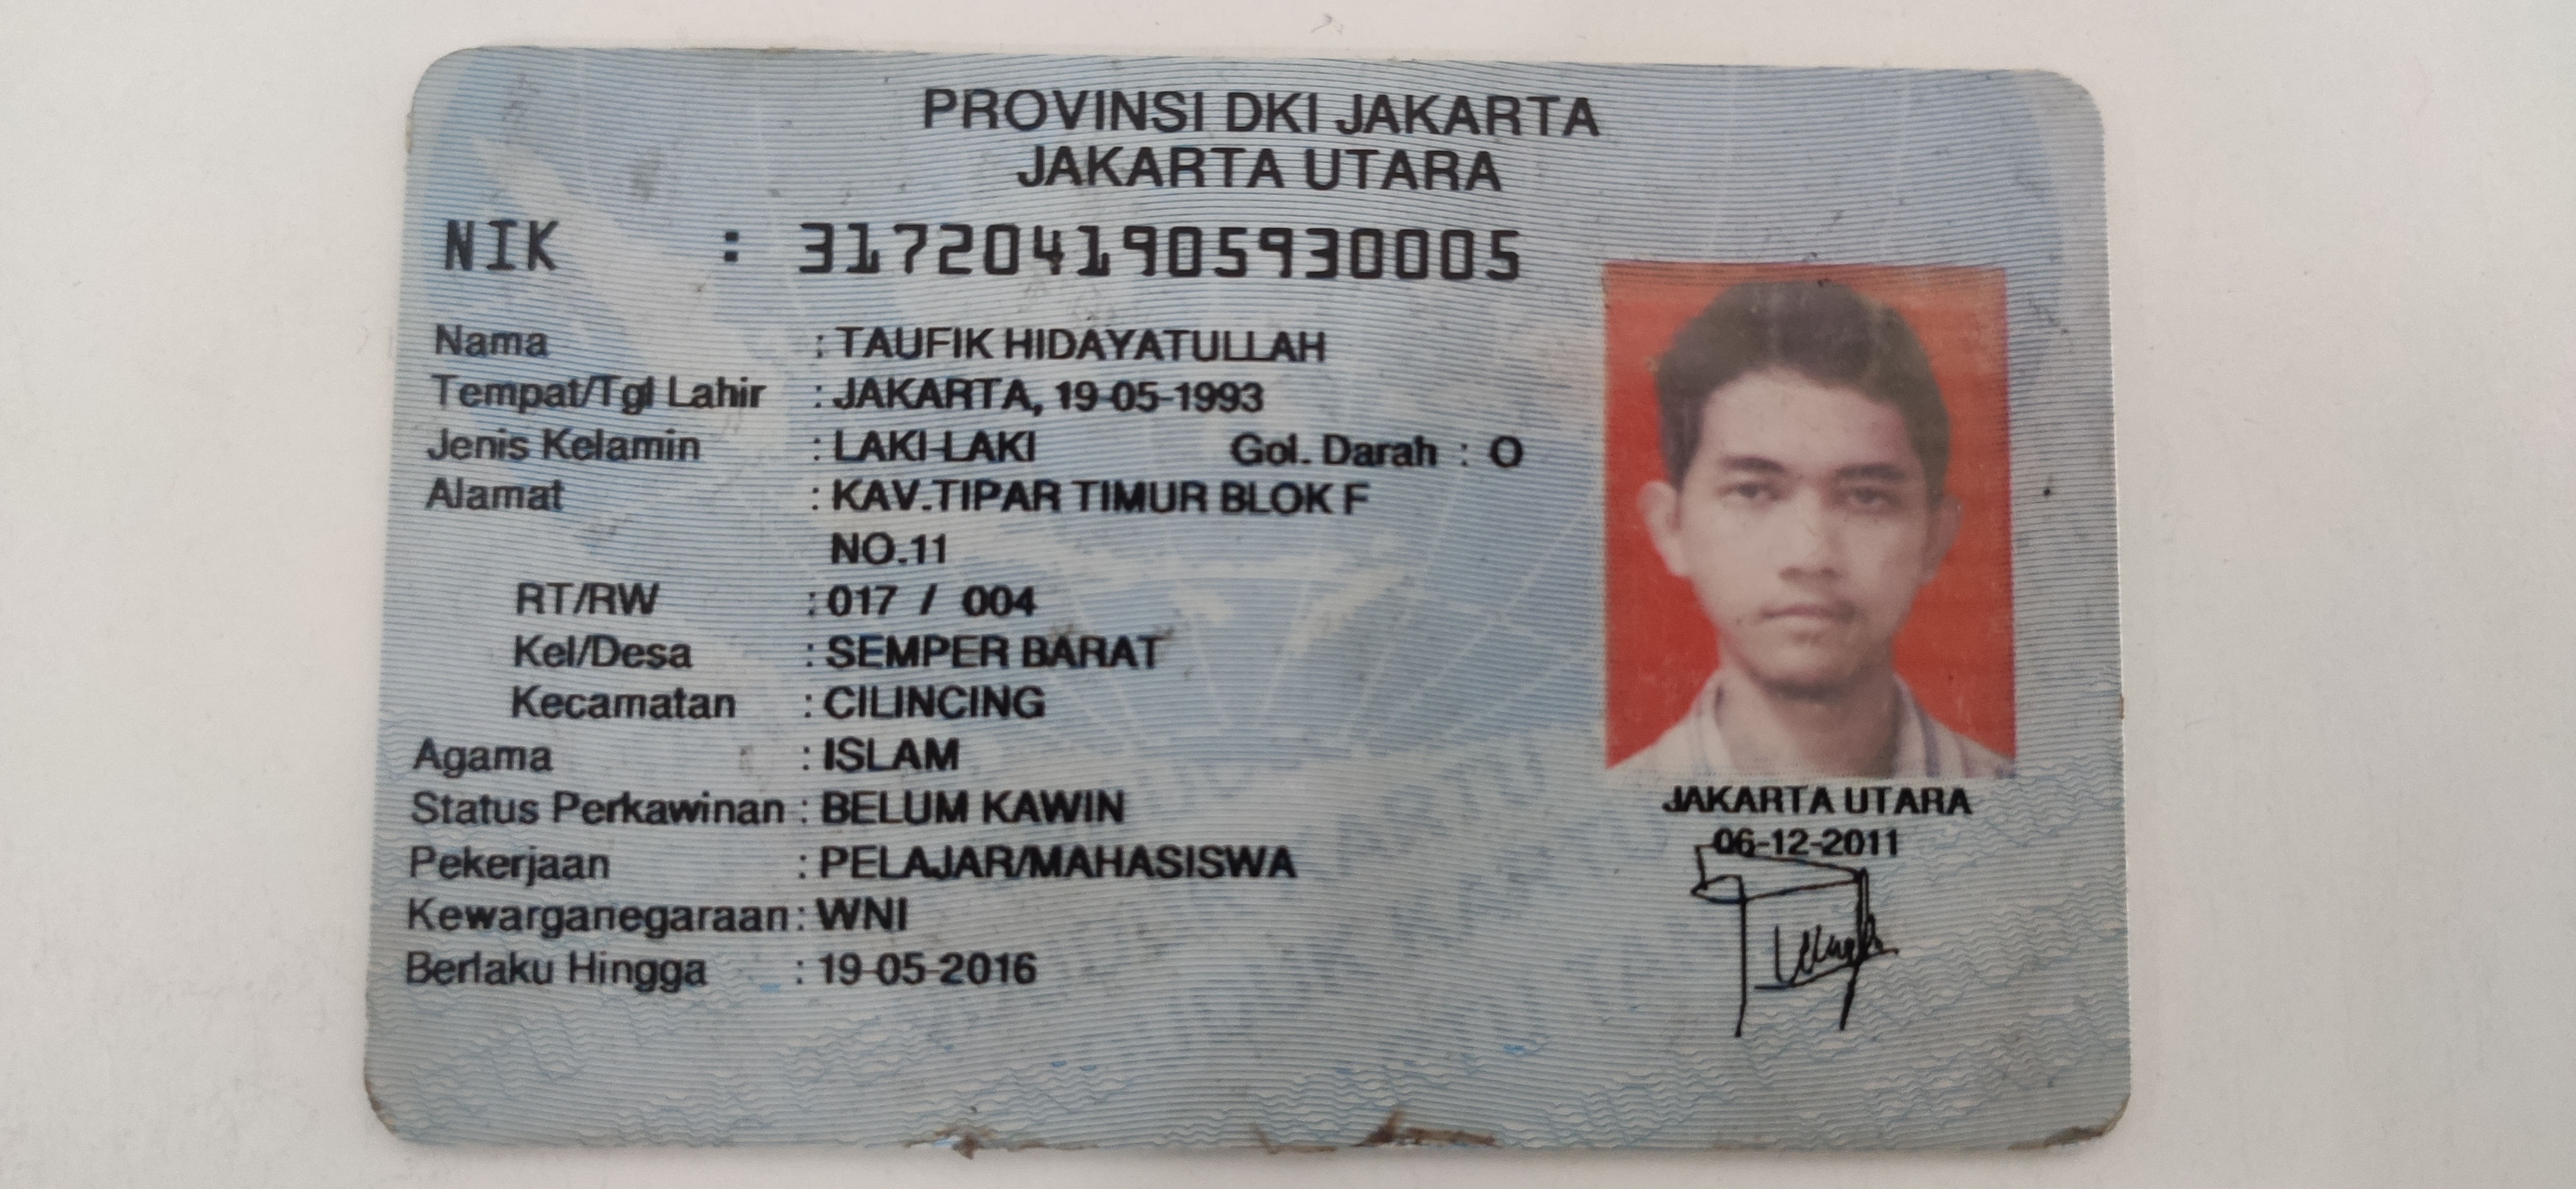 PROVINSI DKI JAKARTA
JAKARTA UTARA
NIK : 3172041905930005
Nama : TAUFIK HIDAYATULLAH
Tempat/Tgl Lahir : JAKARTA, 19-05-1993
Jenis Kelamin : LAKI-LAKI Gol. Darah : O
Alamat : KAV.TIPAR TIMUR BLOK F
NO.11
RT/RW : 017 / 004
Kel/Desa : SEMPER BARAT
Kecamatan : CILINCING
Agama : ISLAM
Status Perkawinan : BELUM KAWIN
Pekerjaan : PELAJAR/MAHASISWA
Kewarganegaraan : WNI
Berlaku Hingga : 19-05-2016
JAKARTA UTARA
06-12-2011